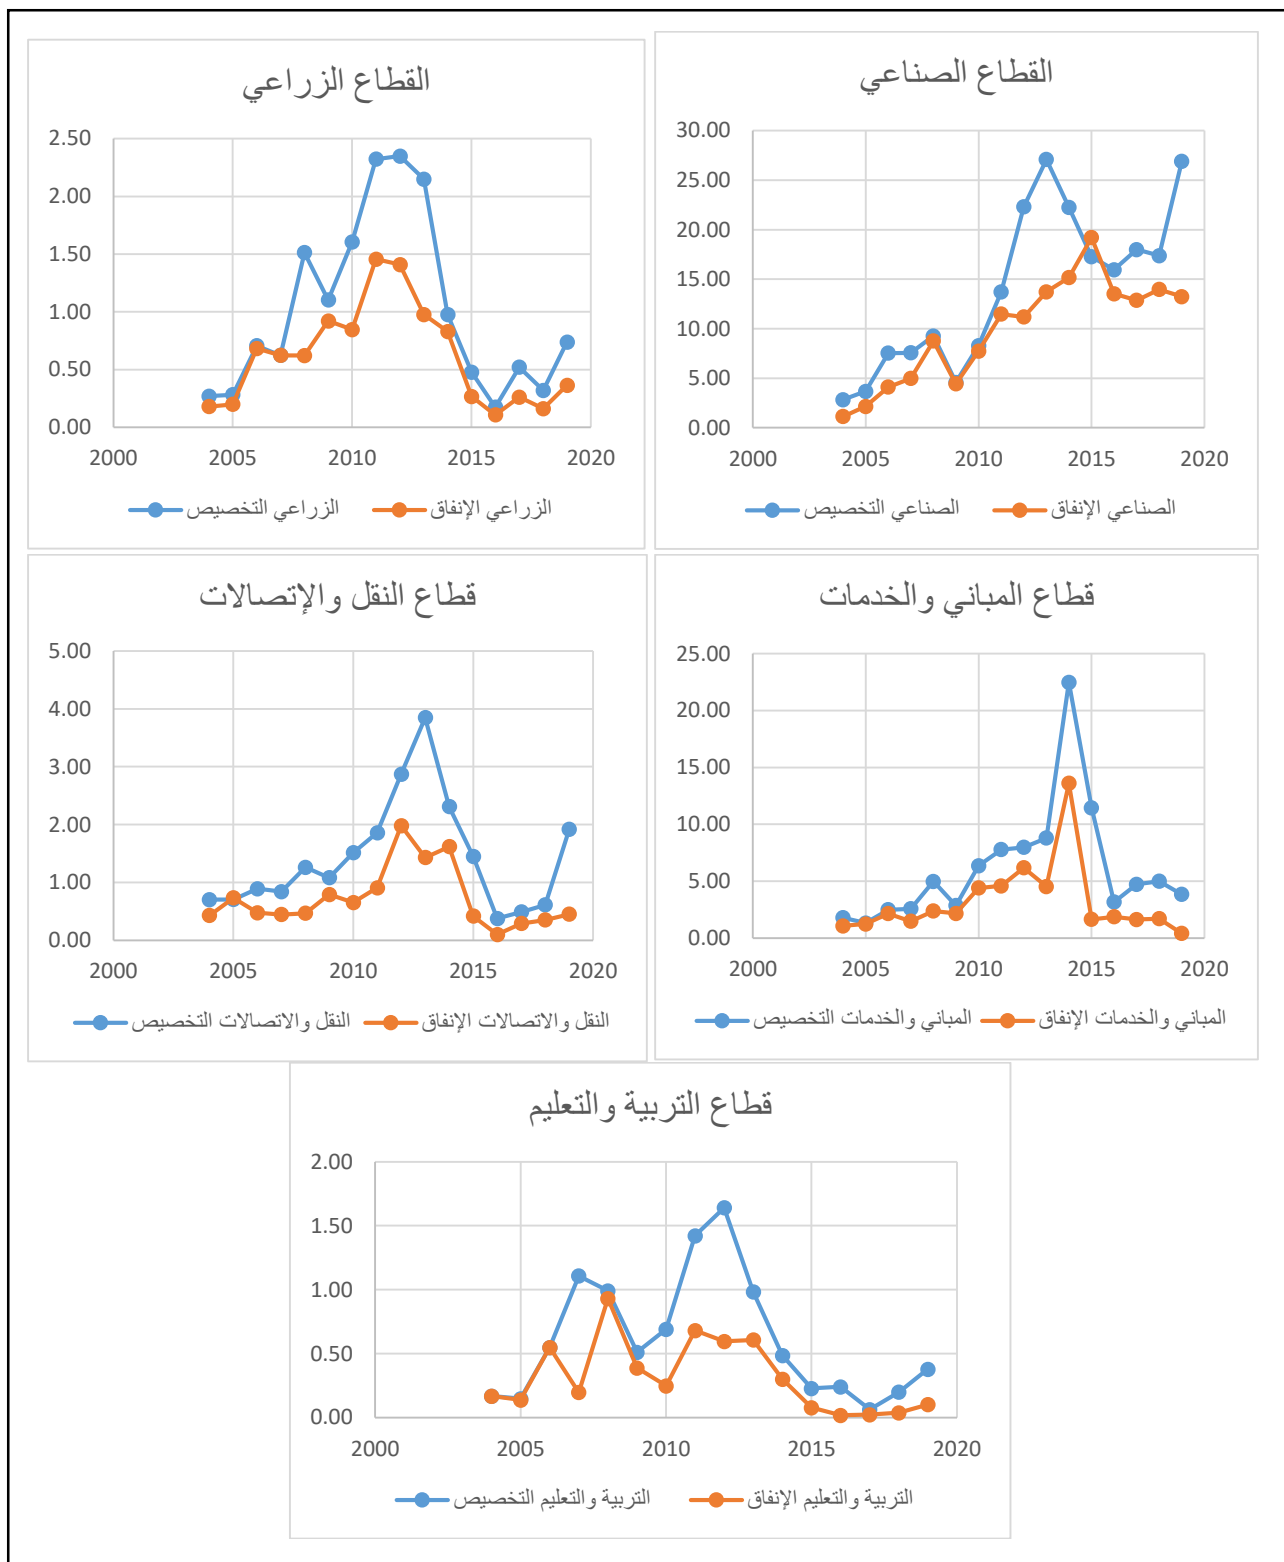 القطاع الزراعي
2.50
2.00
1.50
1.00
0.50
0.00
2000 2005 2010 2015 2020
الزراعي التخصيص الزراعي الإنفاق
القطاع الصناعي
30.00
25.00
20.00
15.00
10.00
5.00
0.00
2000 2005 2010 2015 2020
الصناعي التخصيص الصناعي الإنفاق
قطاع النقل والإتصالات
5.00
4.00
3.00
2.00
1.00
0.00
2000 2005 2010 2015 2020
النقل والاتصالات التخصيص النقل والاتصالات الإنفاق
قطاع المباني والخدمات
25.00
20.00
15.00
10.00
5.00
0.00
2000 2005 2010 2015 2020
المباني والخدمات التخصيص المباني والخدمات الإنفاق
قطاع التربية والتعليم
2.00
1.50
1.00
0.50
0.00
2000 2005 2010 2015 2020
التربية والتعليم التخصيص التربية والتعليم الإنفاق